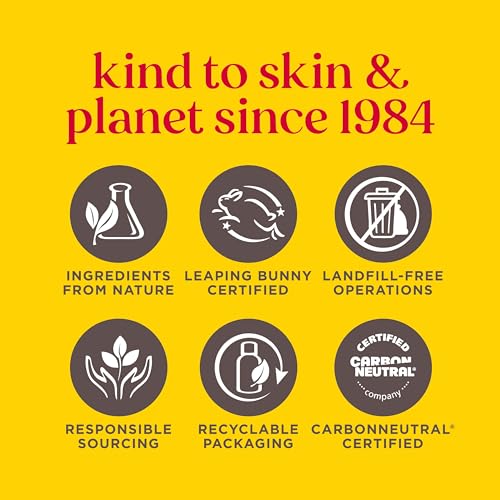 kind to skin &
planet since 1984
INGREDIENTS
FROM NATURE
LEAPING BUNNY
CERTIFIED
LANDFILL-FREE
OPERATIONS
CERTIFIED
CARBON
NEUTRAL®
company
RESPONSIBLE
SOURCING
RECYCLABLE
PACKAGING
CARBONNEUTRAL®
CERTIFIED